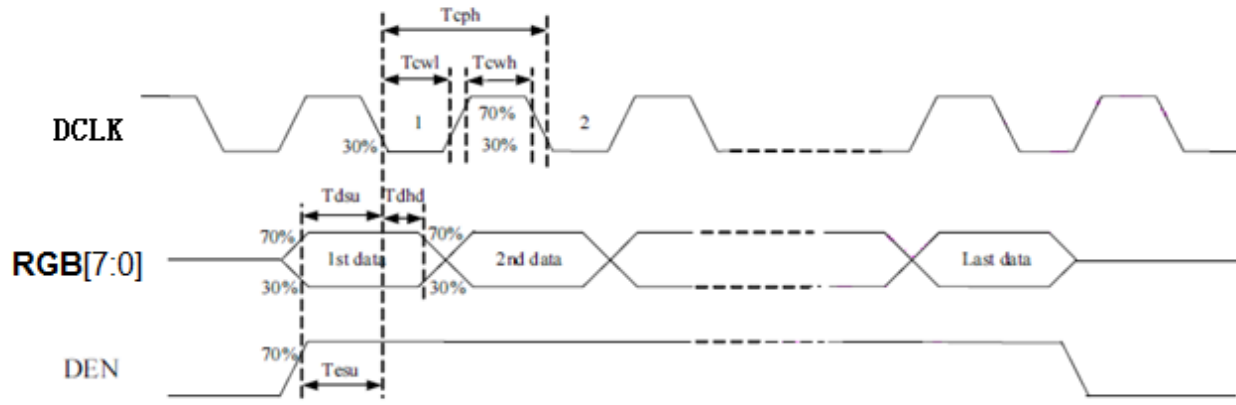 Tcph
Tcwl Tcwh
DCLK 30% 1 70% 2
30%
Tdsu Tdhd
RGB[7:0] 70% 1st data 70% 2nd data Last data
30% 30%
DEN 70%
Tesu